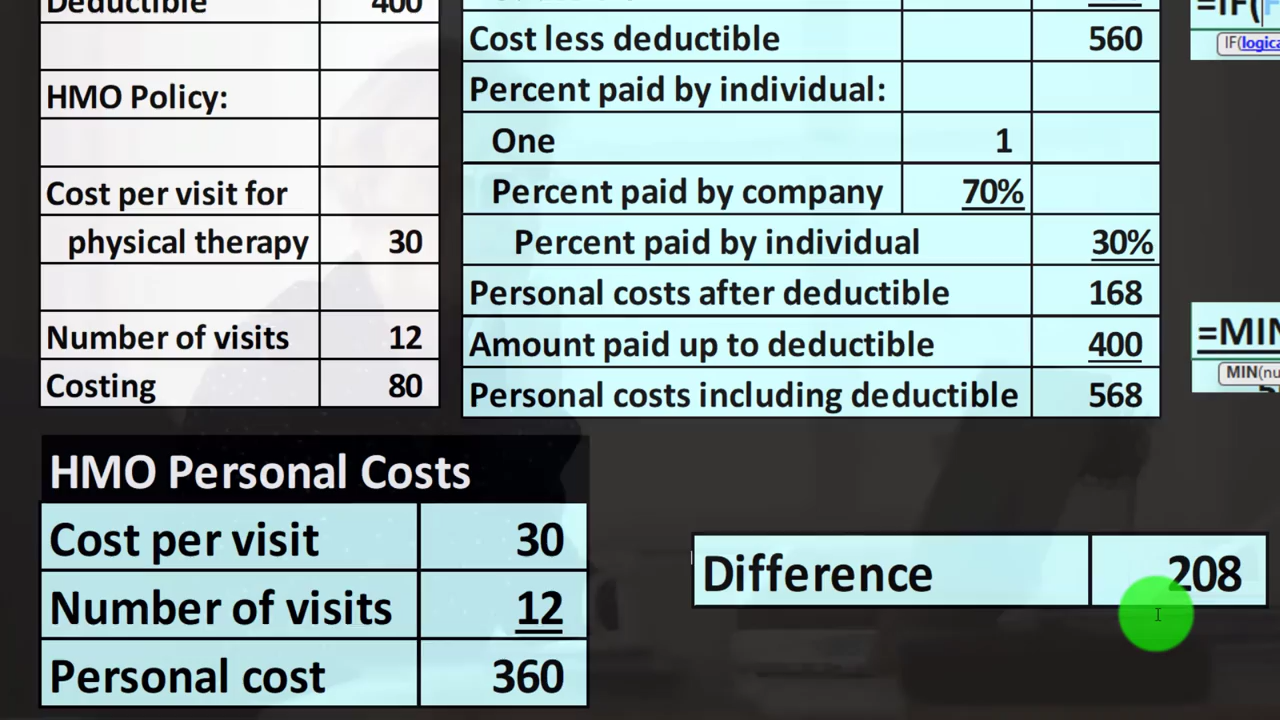 Deductible 400
HMO Policy:
Cost per visit for
physical therapy 30
Number of visits 12
Costing 80
Cost less deductible 560
Percent paid by individual:
One 1
Percent paid by company 70%
Percent paid by individual 30%
Personal costs after deductible 168
Amount paid up to deductible 400
Personal costs including deductible 568
=IF(
IF(logica
=MIN
MIN(nu
HMO Personal Costs
Cost per visit 30
Number of visits 12
Personal cost 360
Difference 208